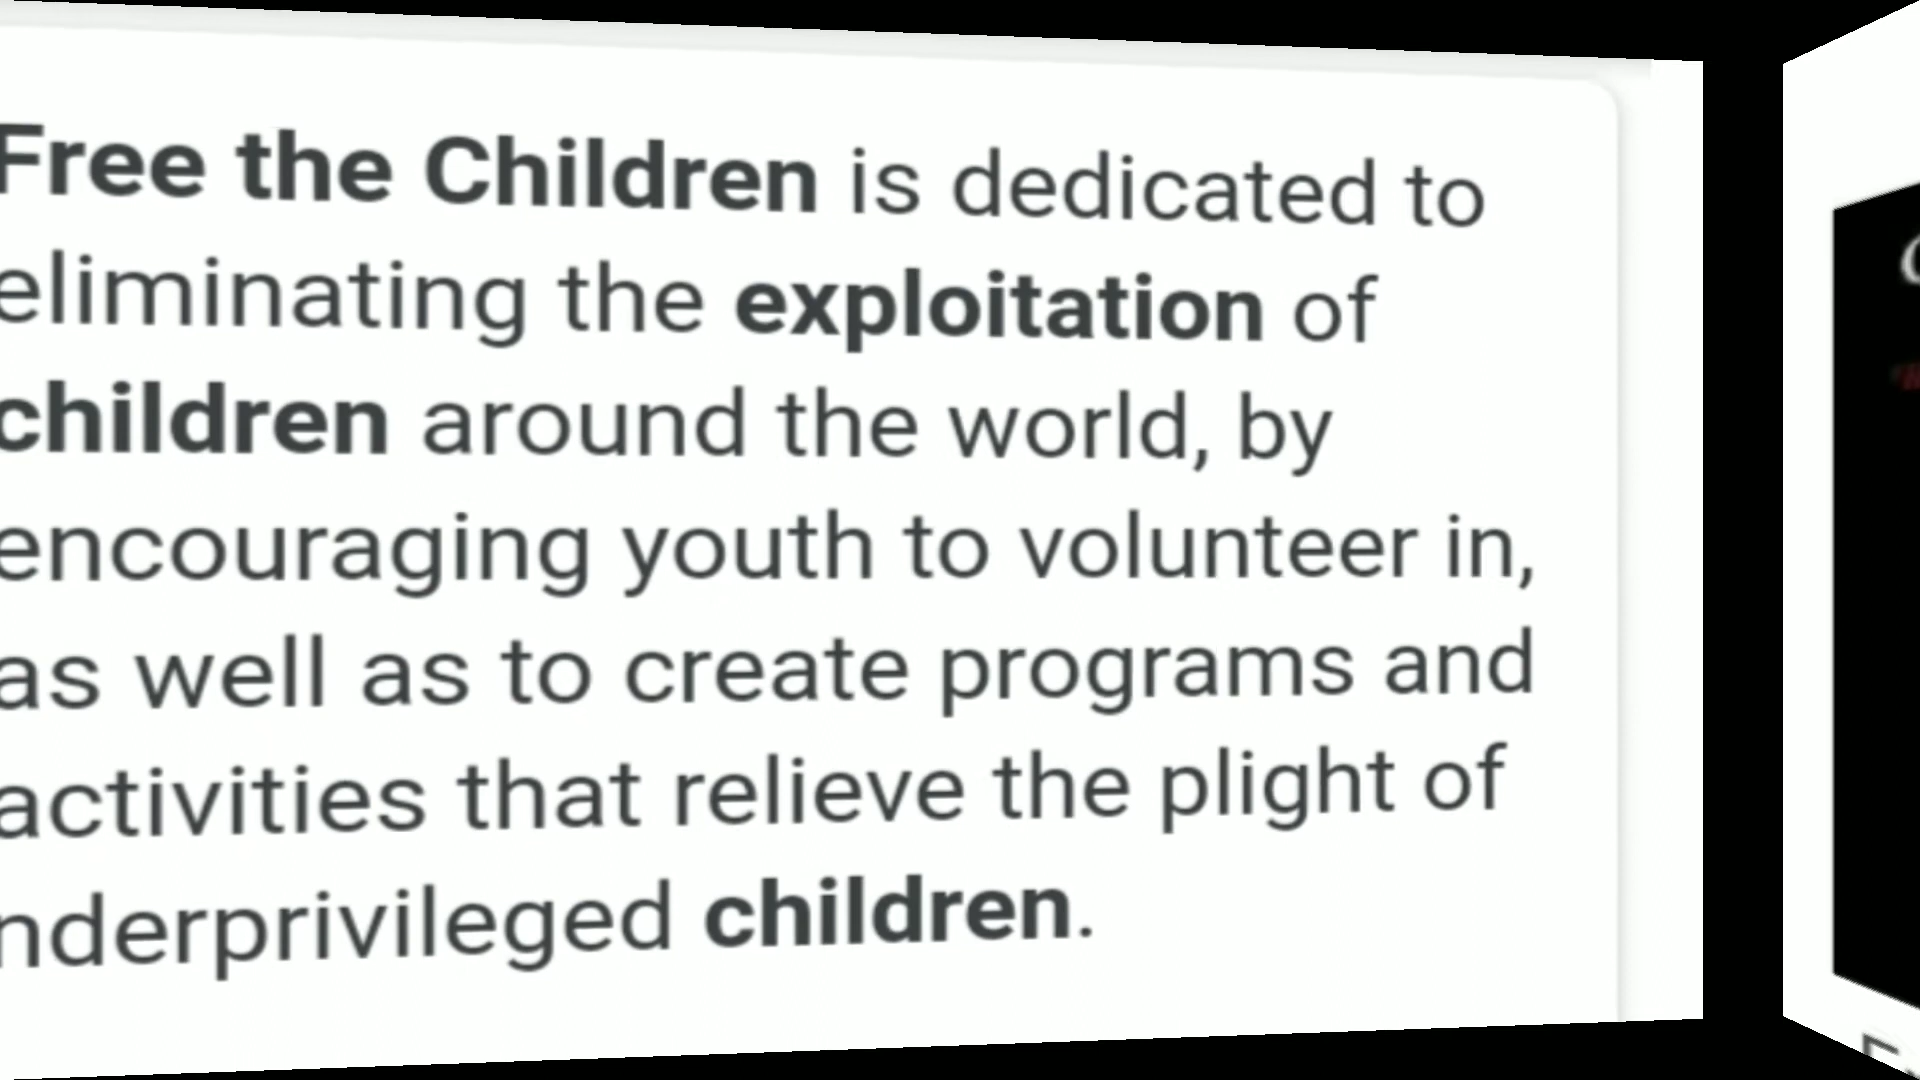 Free the Children is dedicated to
eliminating the exploitation of
children around the world, by
encouraging youth to volunteer in,
as well as to create programs and
activities that relieve the plight of
nderprivileged children.